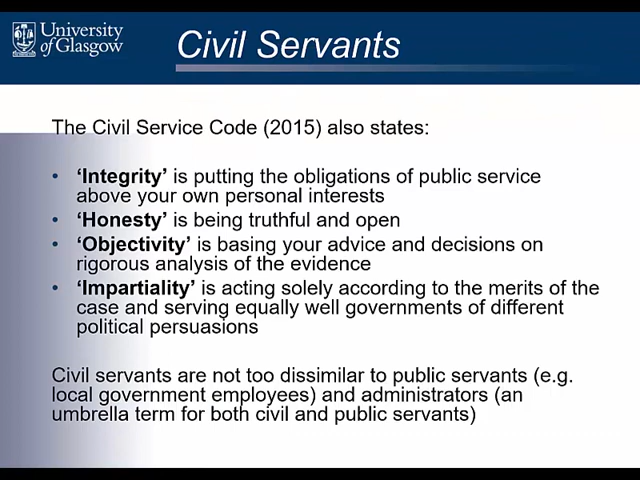 University
of Glasgow
Civil Servants
The Civil Service Code (2015) also states:
• ‘Integrity’ is putting the obligations of public service
above your own personal interests
• ‘Honesty’ is being truthful and open
• ‘Objectivity’ is basing your advice and decisions on
rigorous analysis of the evidence
• ‘Impartiality’ is acting solely according to the merits of the
case and serving equally well governments of different
political persuasions
Civil servants are not too dissimilar to public servants (e.g.
local government employees) and administrators (an
umbrella term for both civil and public servants)